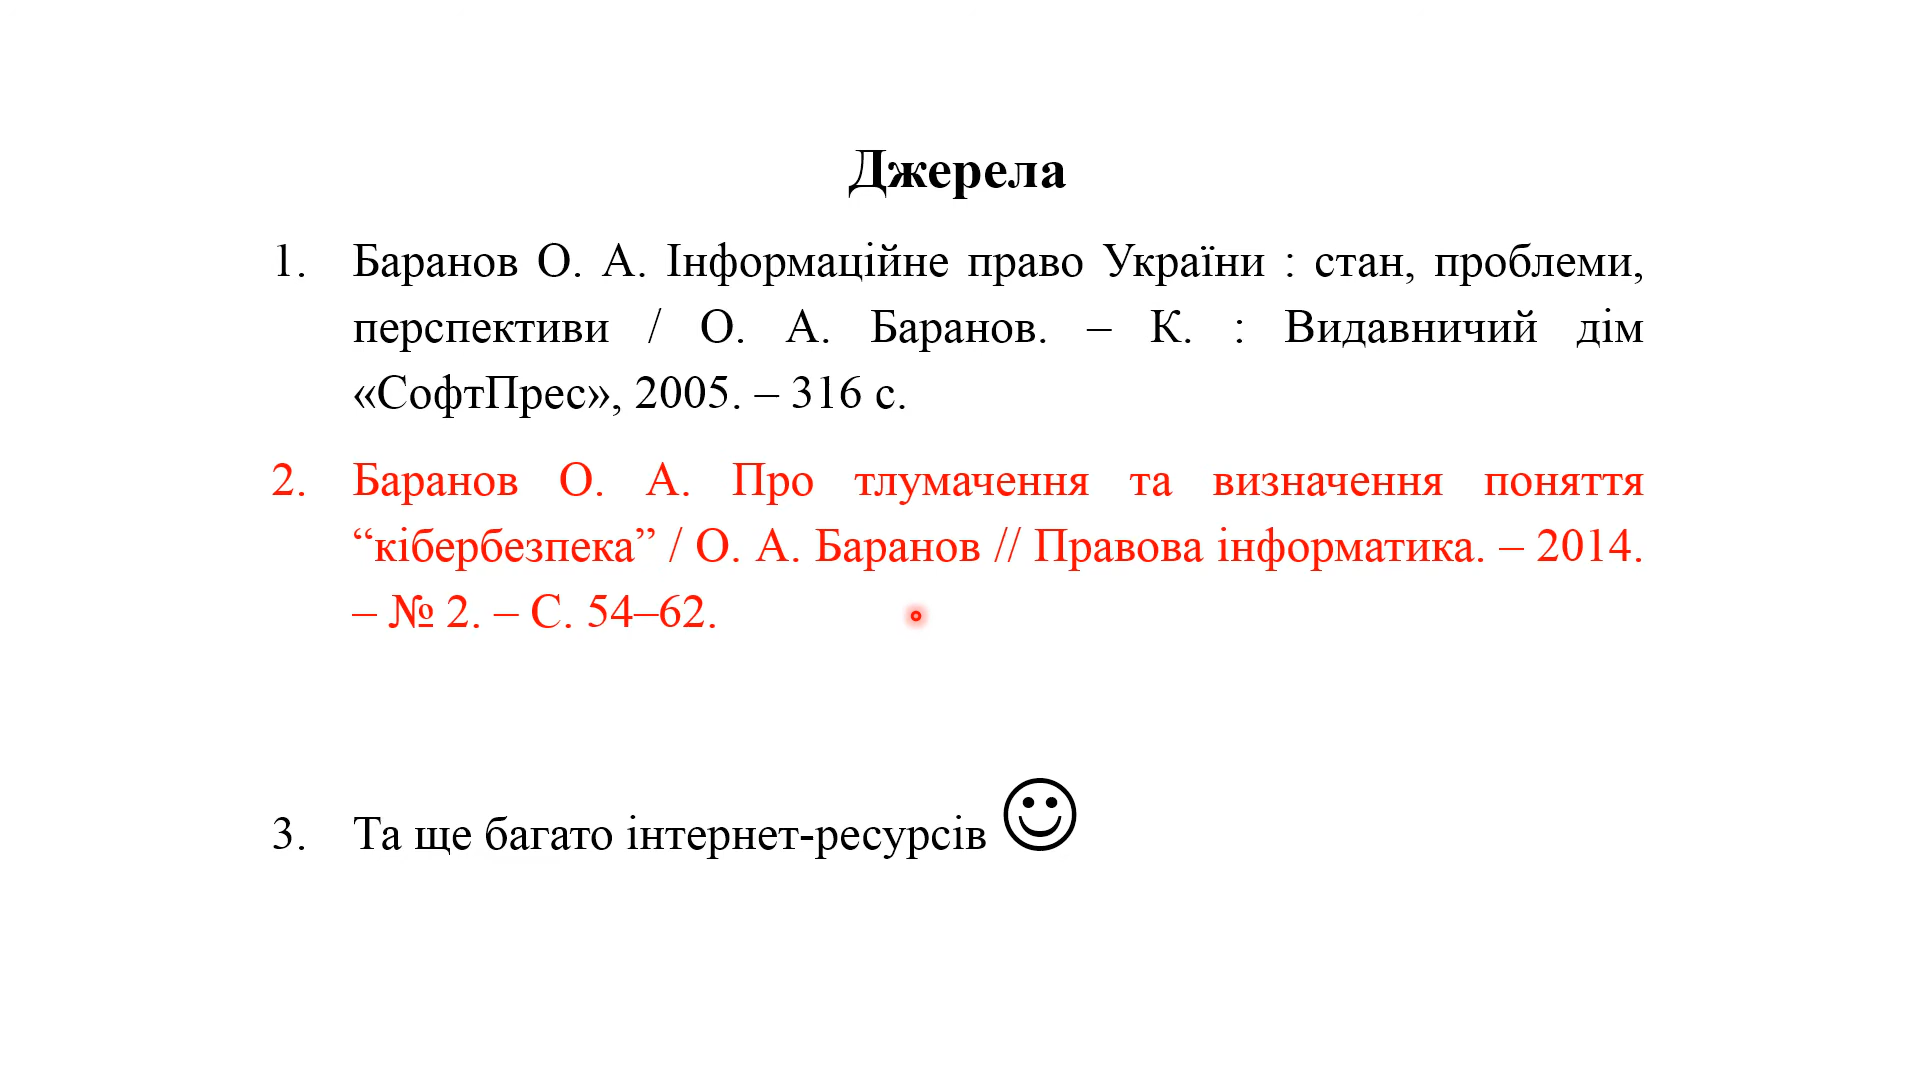 Джерела
1. Баранов О. А. Інформаційне право України : стан, проблеми,
перспективи / О. А. Баранов. – К. : Видавничий дім
«СофтПрес», 2005. – 316 с.
2. Баранов О. А. Про тлумачення та визначення поняття
“кібербезпека” / О. А. Баранов // Правова інформатика. – 2014.
– № 2. – С. 54–62.
3. Та ще багато інтернет-ресурсів